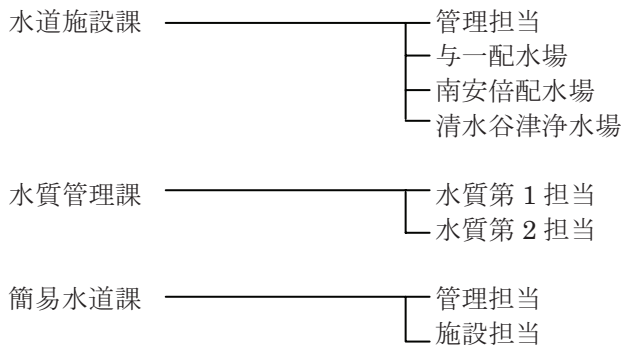 水道施設課 管理担当
与一配水場
南安倍配水場
清水谷津浄水場
水質管理課 水質第 1 担当
水質第 2 担当
簡易水道課 管理担当
施設担当